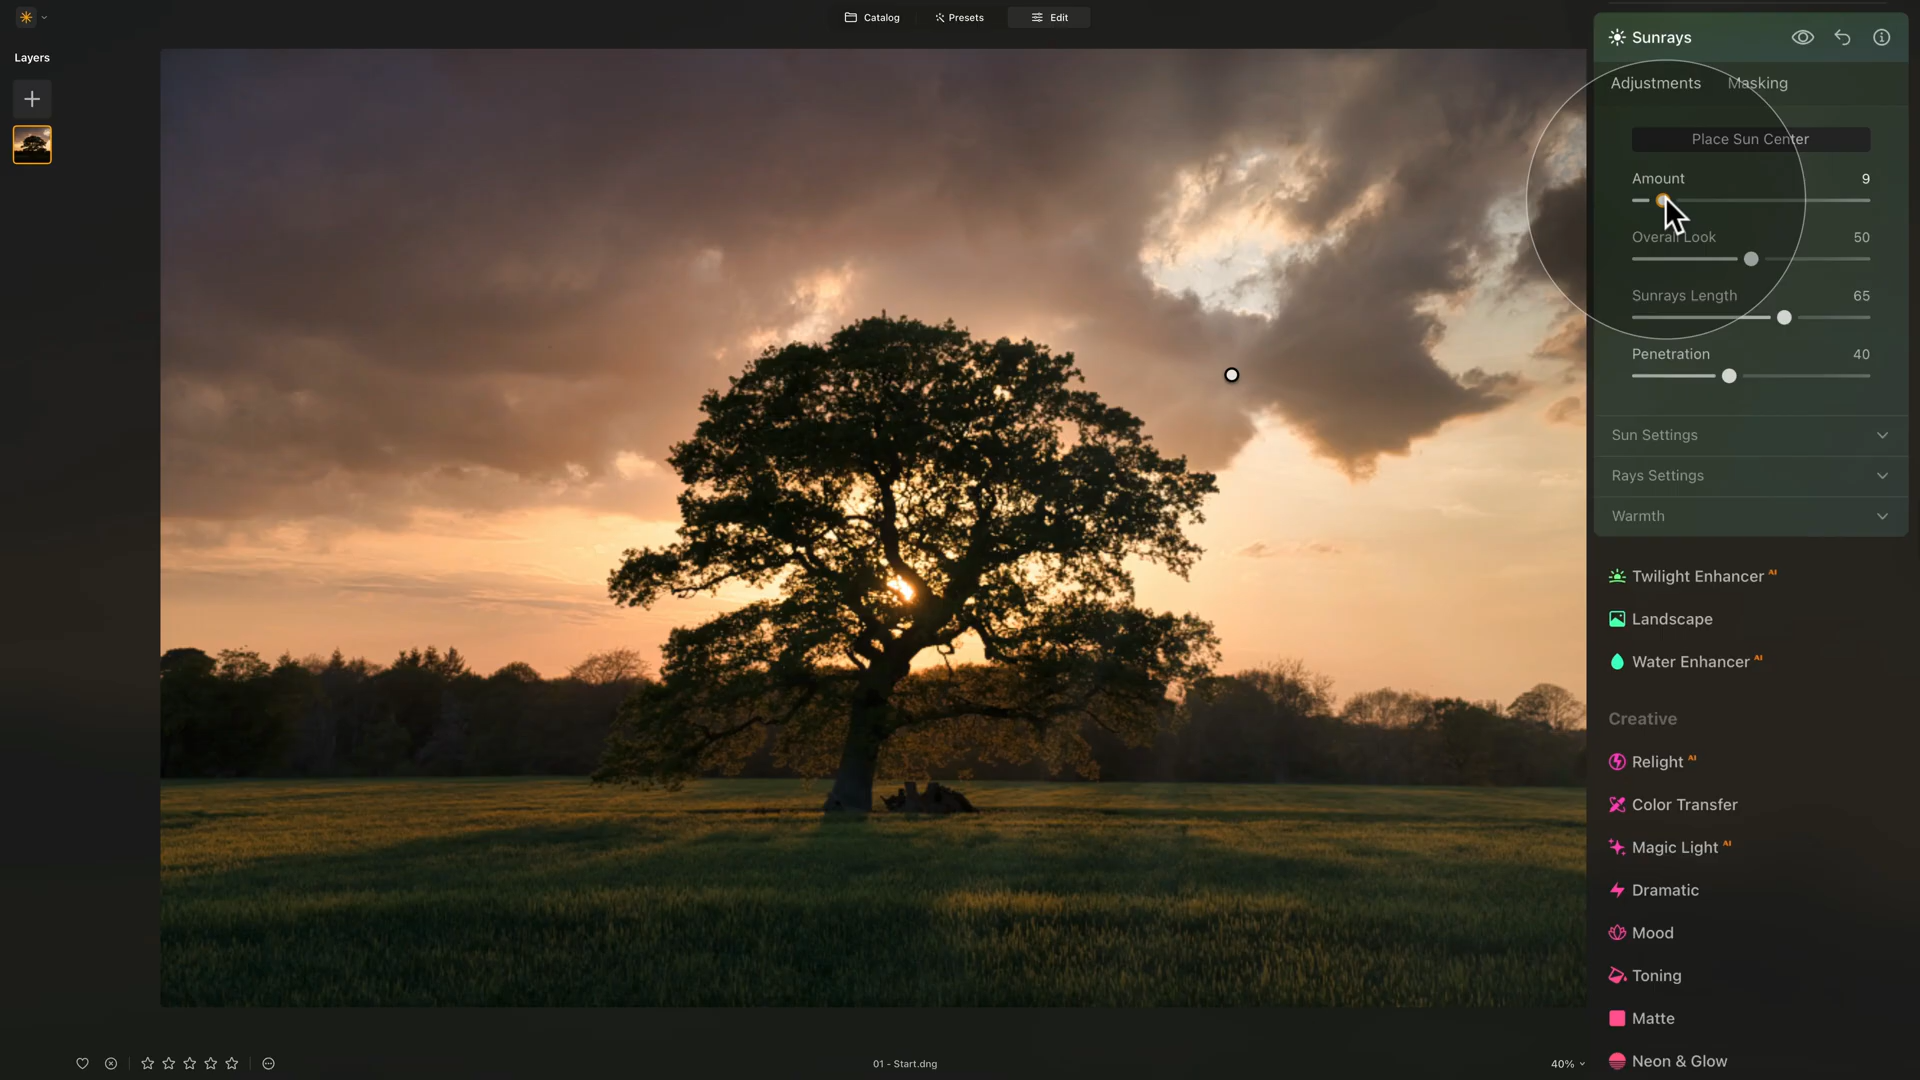 Catalog
Presets
Edit
Layers
Sunrays
Adjustments
Masking
Place Sun Center
Amount 9
Overall Look 50
Sunrays Length 65
Penetration 40
Sun Settings
Rays Settings
Warmth
Twilight Enhancer AI
Landscape
Water Enhancer AI
Creative
Relight AI
Color Transfer
Magic Light AI
Dramatic
Mood
Toning
Matte
Neon & Glow
01 - Start.dng
40%